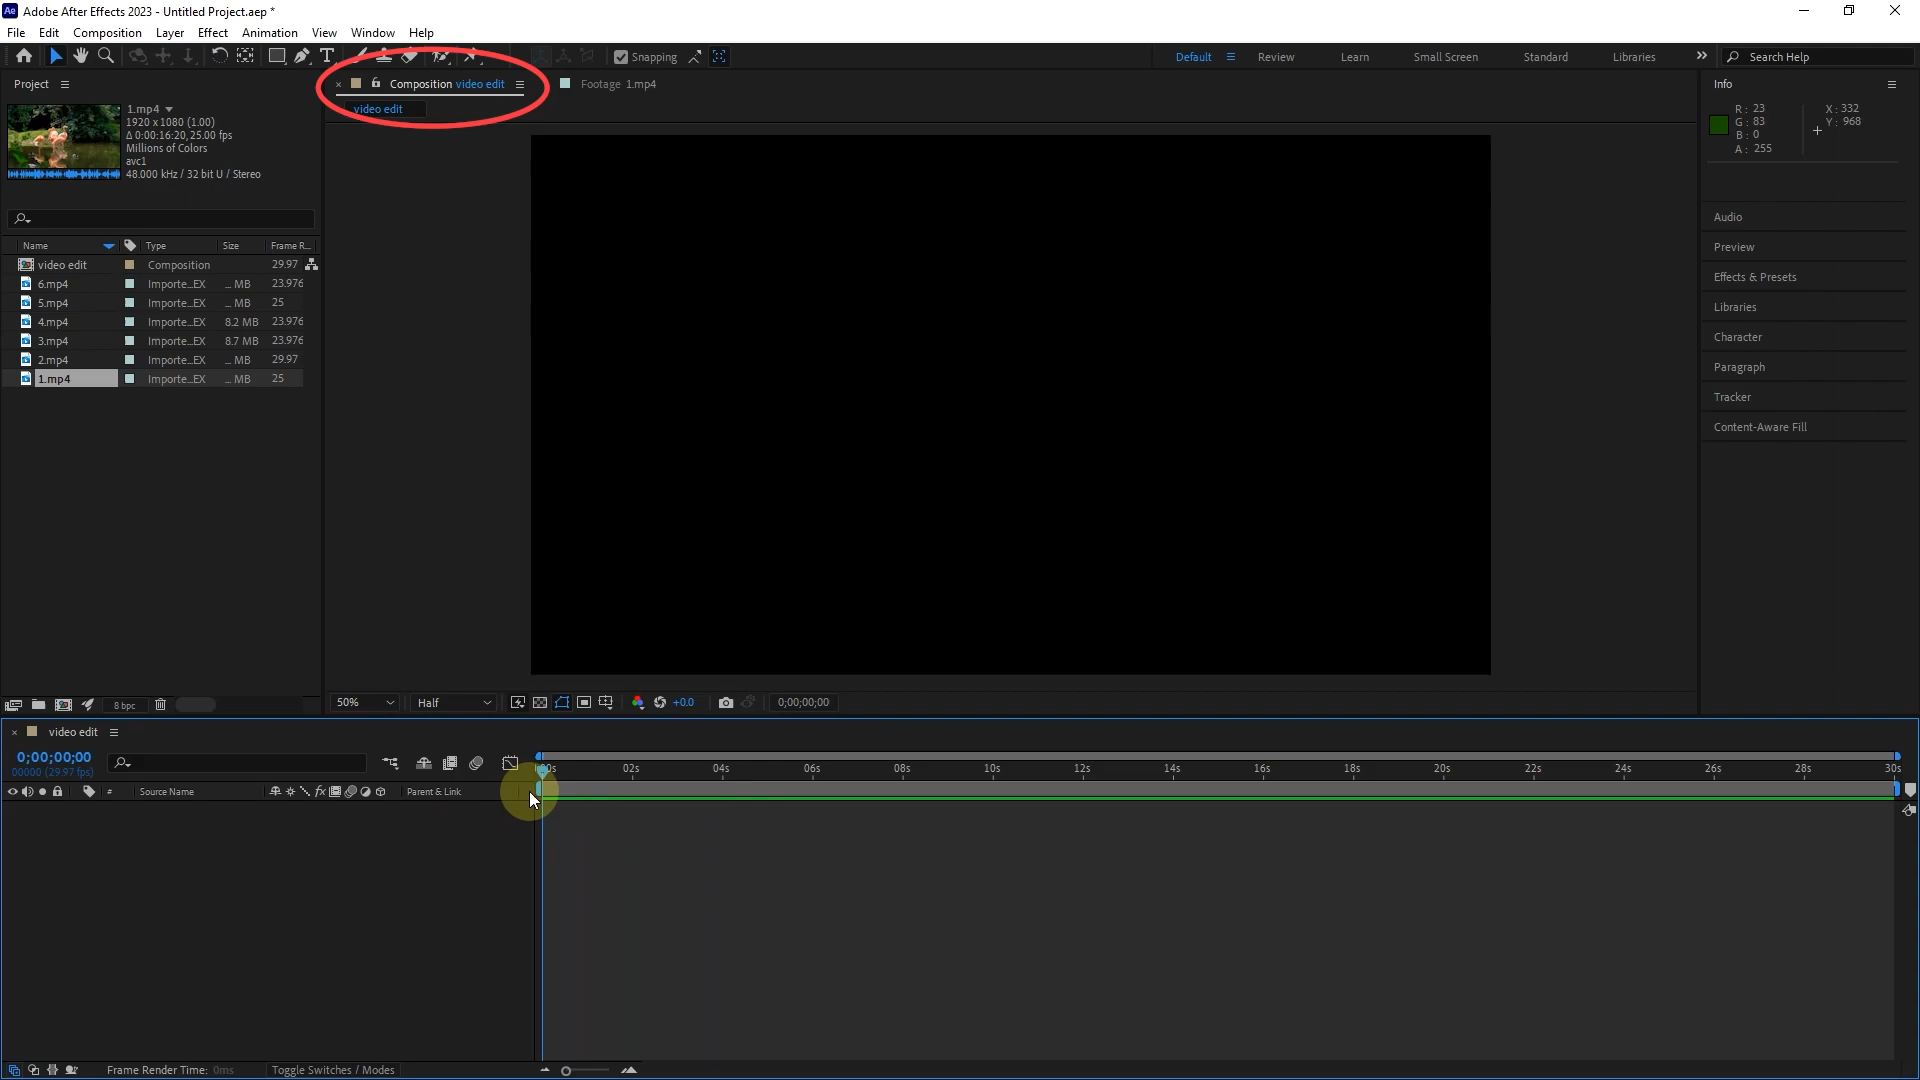 Ae Adobe After Effects 2023 - Untitled Project.aep *
File Edit Composition Layer Effect Animation View Window Help
T Snapping Default Review Learn Small Screen Standard Libraries Search Help
Project
Composition video edit
Footage 1.mp4
Info
video edit
1.mp4
1920 x 1080 (1.00)
Δ 0:00:16:20, 25.00 fps
Millions of Colors
avc1
48.000 kHz / 32 bit U / Stereo
R : 23
G : 83
B : 0
A : 255
X : 332
Y : 968
Name Type Size Frame R...
video edit Composition 29.97
6.mp4 Importe...EX ... MB 23.976
5.mp4 Importe...EX ... MB 25
4.mp4 Importe...EX 8.2 MB 23.976
3.mp4 Importe...EX 8.7 MB 23.976
2.mp4 Importe...EX ... MB 29.97
1.mp4 Importe...EX ... MB 25
Audio
Preview
Effects & Presets
Libraries
Character
Paragraph
Tracker
Content-Aware Fill
8 bpc
50% Half +0.0 0;00;00;00
video edit
0;00;00;00
00000 (29.97 fps)
# Source Name fx Parent & Link
00s 02s 04s 06s 08s 10s 12s 14s 16s 18s 20s 22s 24s 26s 28s 30s
Frame Render Time: 0ms Toggle Switches / Modes